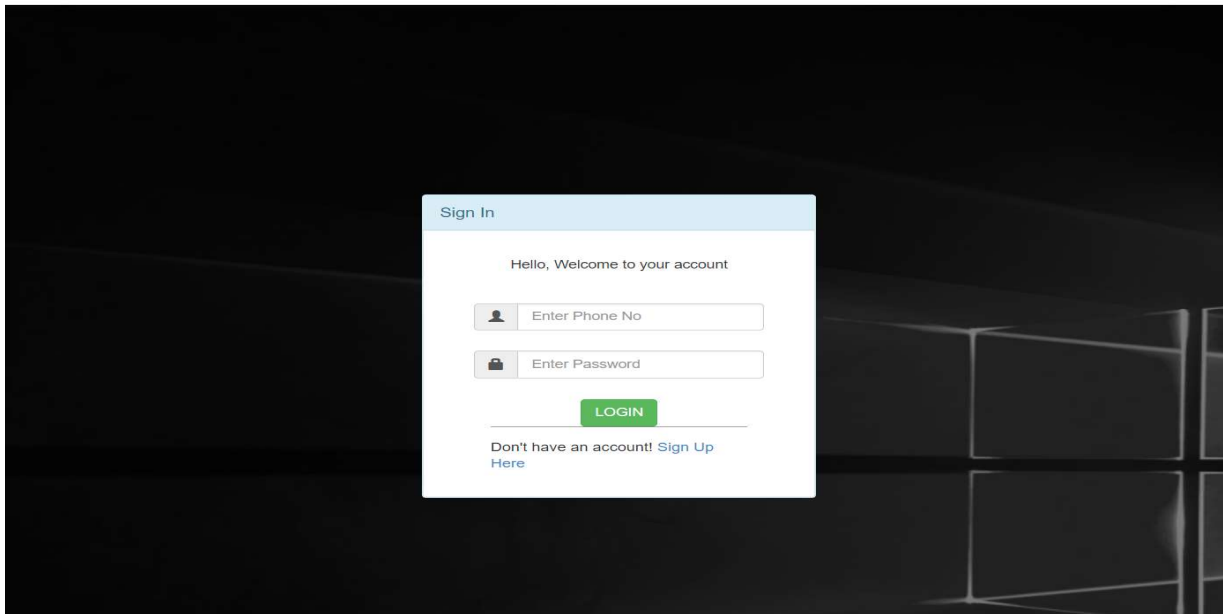 Sign In
Hello, Welcome to your account
Enter Phone No
Enter Password
LOGIN
Don't have an account! Sign Up
Here